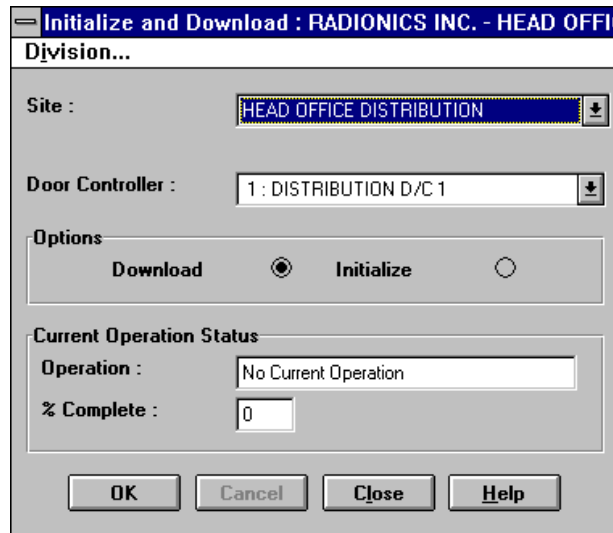 Initialize and Download : RADIONICS INC. - HEAD OFFI
Division...
Site : HEAD OFFICE DISTRIBUTION
Door Controller : 1 : DISTRIBUTION D/C 1
Options
Download Initialize
Current Operation Status
Operation : No Current Operation
% Complete : 0
OK Cancel Close Help